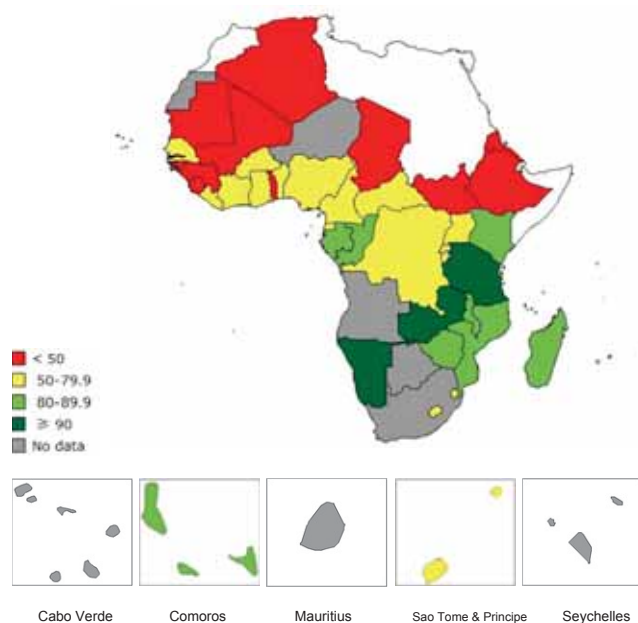 < 50
50-79.9
80-89.9
≥ 90
No data
Cabo Verde Comoros Mauritius Sao Tome & Principe Seychelles